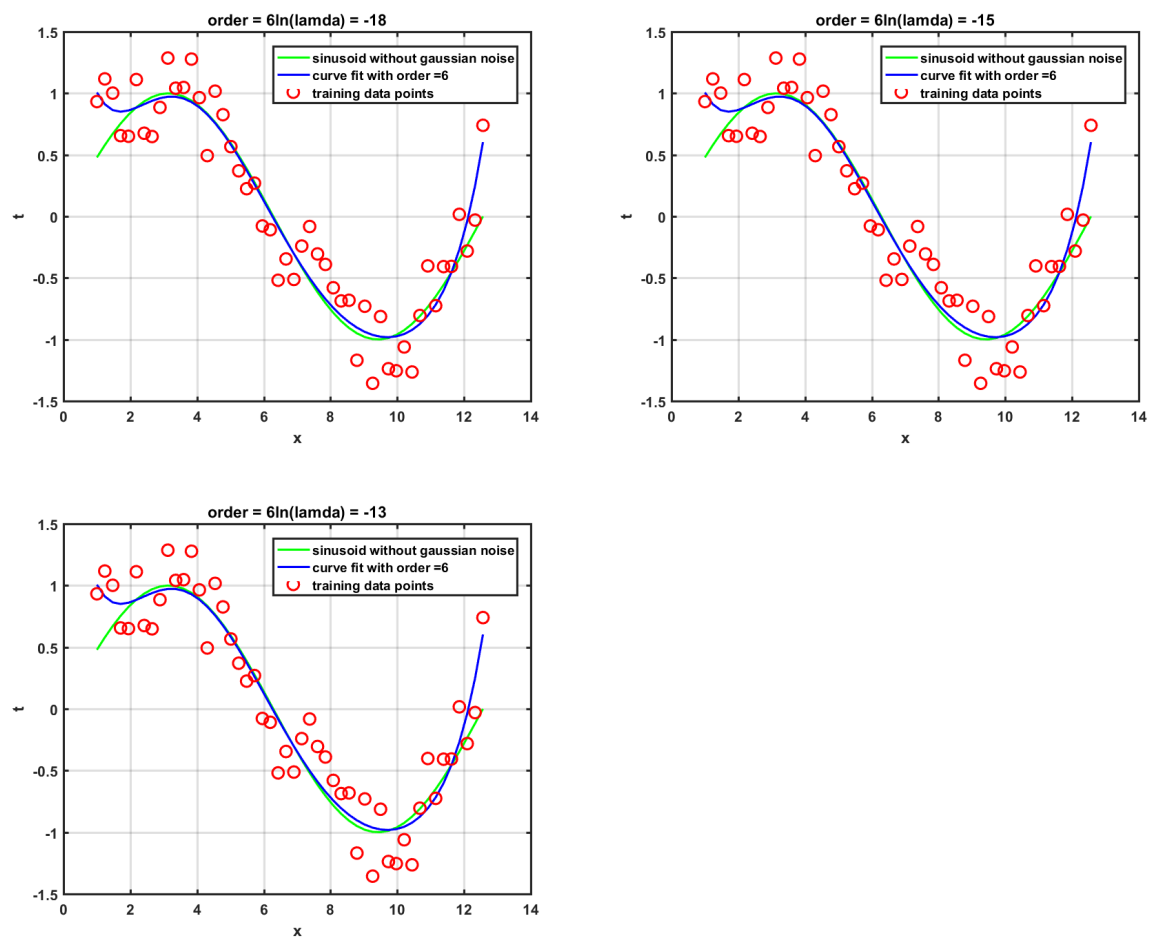 order = 6ln(lamda) = -18
sinusoid without gaussian noise
curve fit with order =6
training data points
1.5
1
0.5
0
-0.5
-1
-1.5
t
0 2 4 6 8 10 12 14
x
order = 6ln(lamda) = -15
sinusoid without gaussian noise
curve fit with order =6
training data points
1.5
1
0.5
0
-0.5
-1
-1.5
t
0 2 4 6 8 10 12 14
x
order = 6ln(lamda) = -13
sinusoid without gaussian noise
curve fit with order =6
training data points
1.5
1
0.5
0
-0.5
-1
-1.5
t
0 2 4 6 8 10 12 14
x